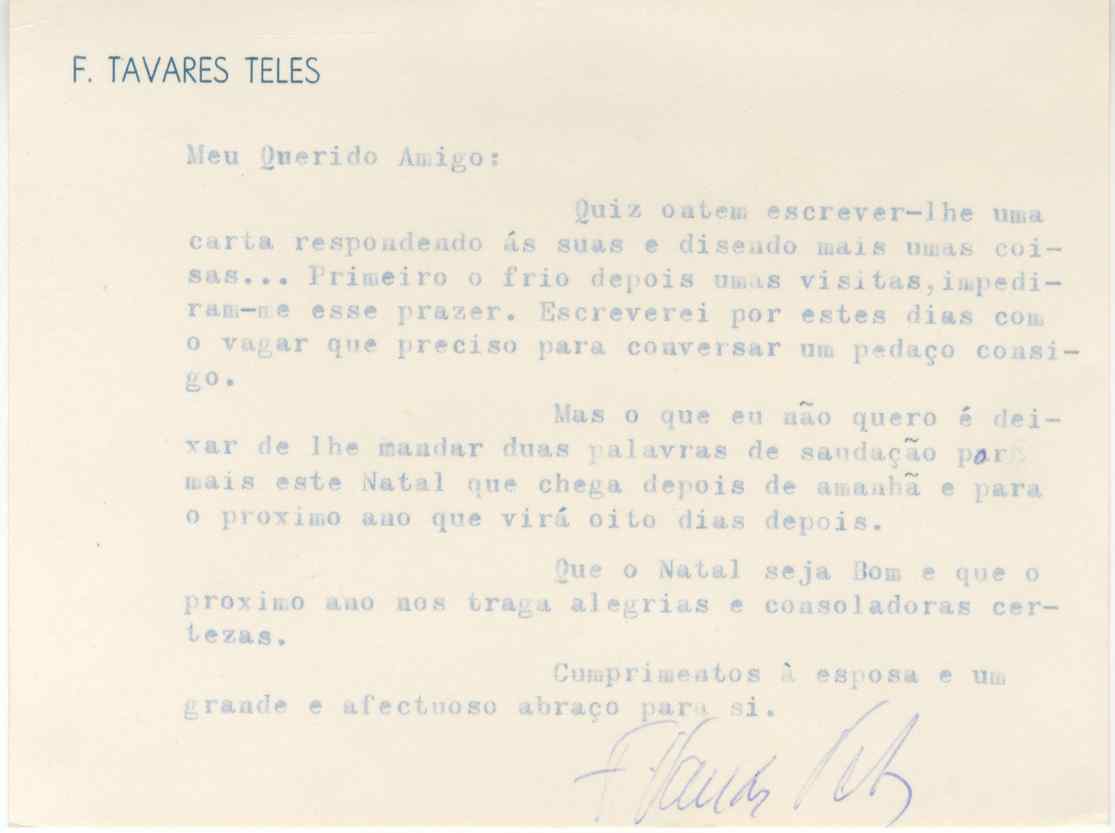 F. TAVARES TELES
Meu Querido Amigo:
Quiz ontem escrever-lhe uma
carta respondendo ás suas e disendo mais umas coi-
sas... Primeiro o frio depois umas visitas,impedi-
ram-me esse prazer. Escreverei por estes dias com
o vagar que preciso para conversar um pedaço consi-
go.
Mas o que eu não quero é dei-
xar de lhe mandar duas palavras de saudação por
mais este Natal que chega depois de amanhã e para
o proximo ano que virá oito dias depois.
Que o Natal seja Bom e que o
proximo ano nos traga alegrias e consoladoras cer-
tezas.
Cumprimentos à esposa e um
grande e afectuoso abraço para si.
F. Tavares Teles